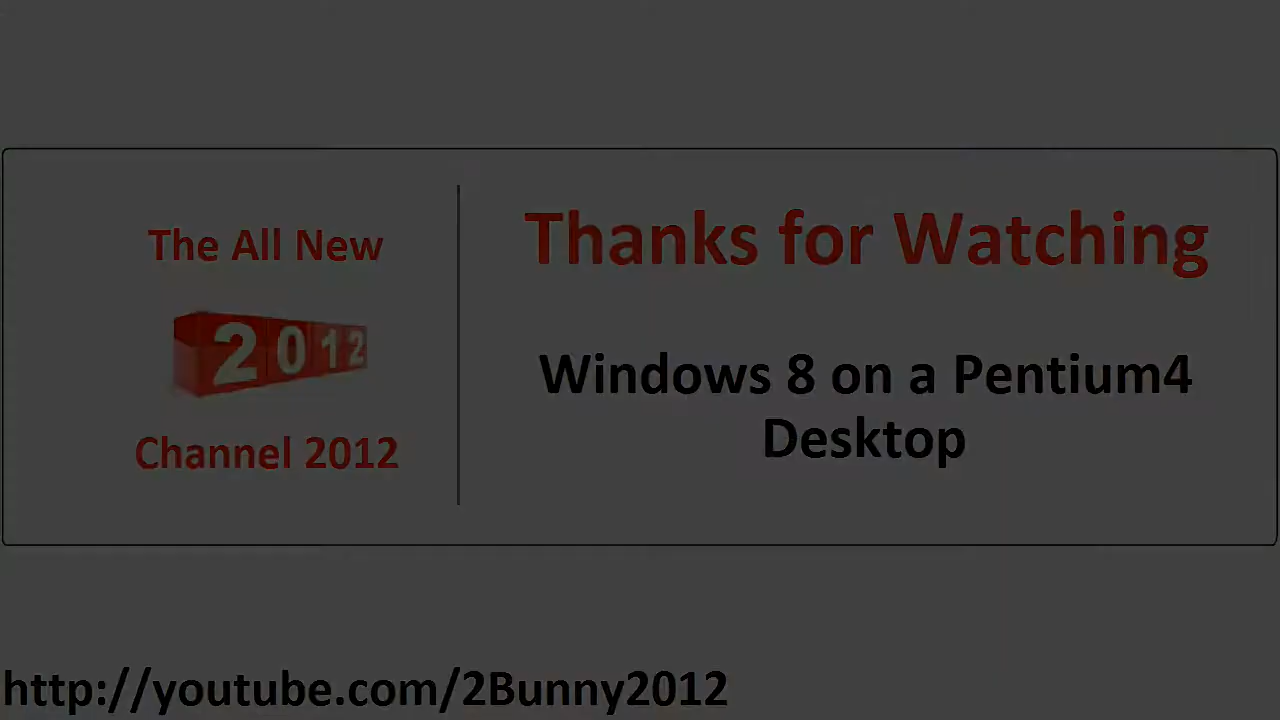 The All New
2012
Channel 2012
Thanks for Watching
Windows 8 on a Pentium4
Desktop
http://youtube.com/2Bunny2012